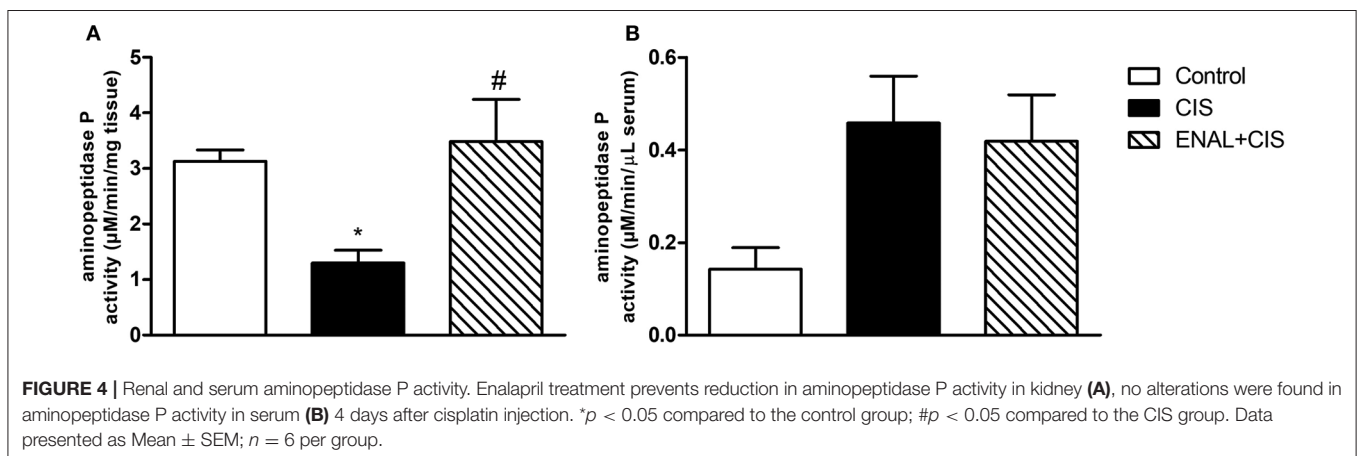 A
aminopeptidase P
activity (µM/min/mg tissue)
5
4
3
2
1
0
*
#
B
aminopeptidase P
activity (µM/min/µL serum)
0.6
0.4
0.2
0.0
Control
CIS
ENAL+CIS
FIGURE 4 | Renal and serum aminopeptidase P activity. Enalapril treatment prevents reduction in aminopeptidase P activity in kidney (A), no alterations were found in
aminopeptidase P activity in serum (B) 4 days after cisplatin injection. *p < 0.05 compared to the control group; #p < 0.05 compared to the CIS group. Data
presented as Mean ± SEM; n = 6 per group.